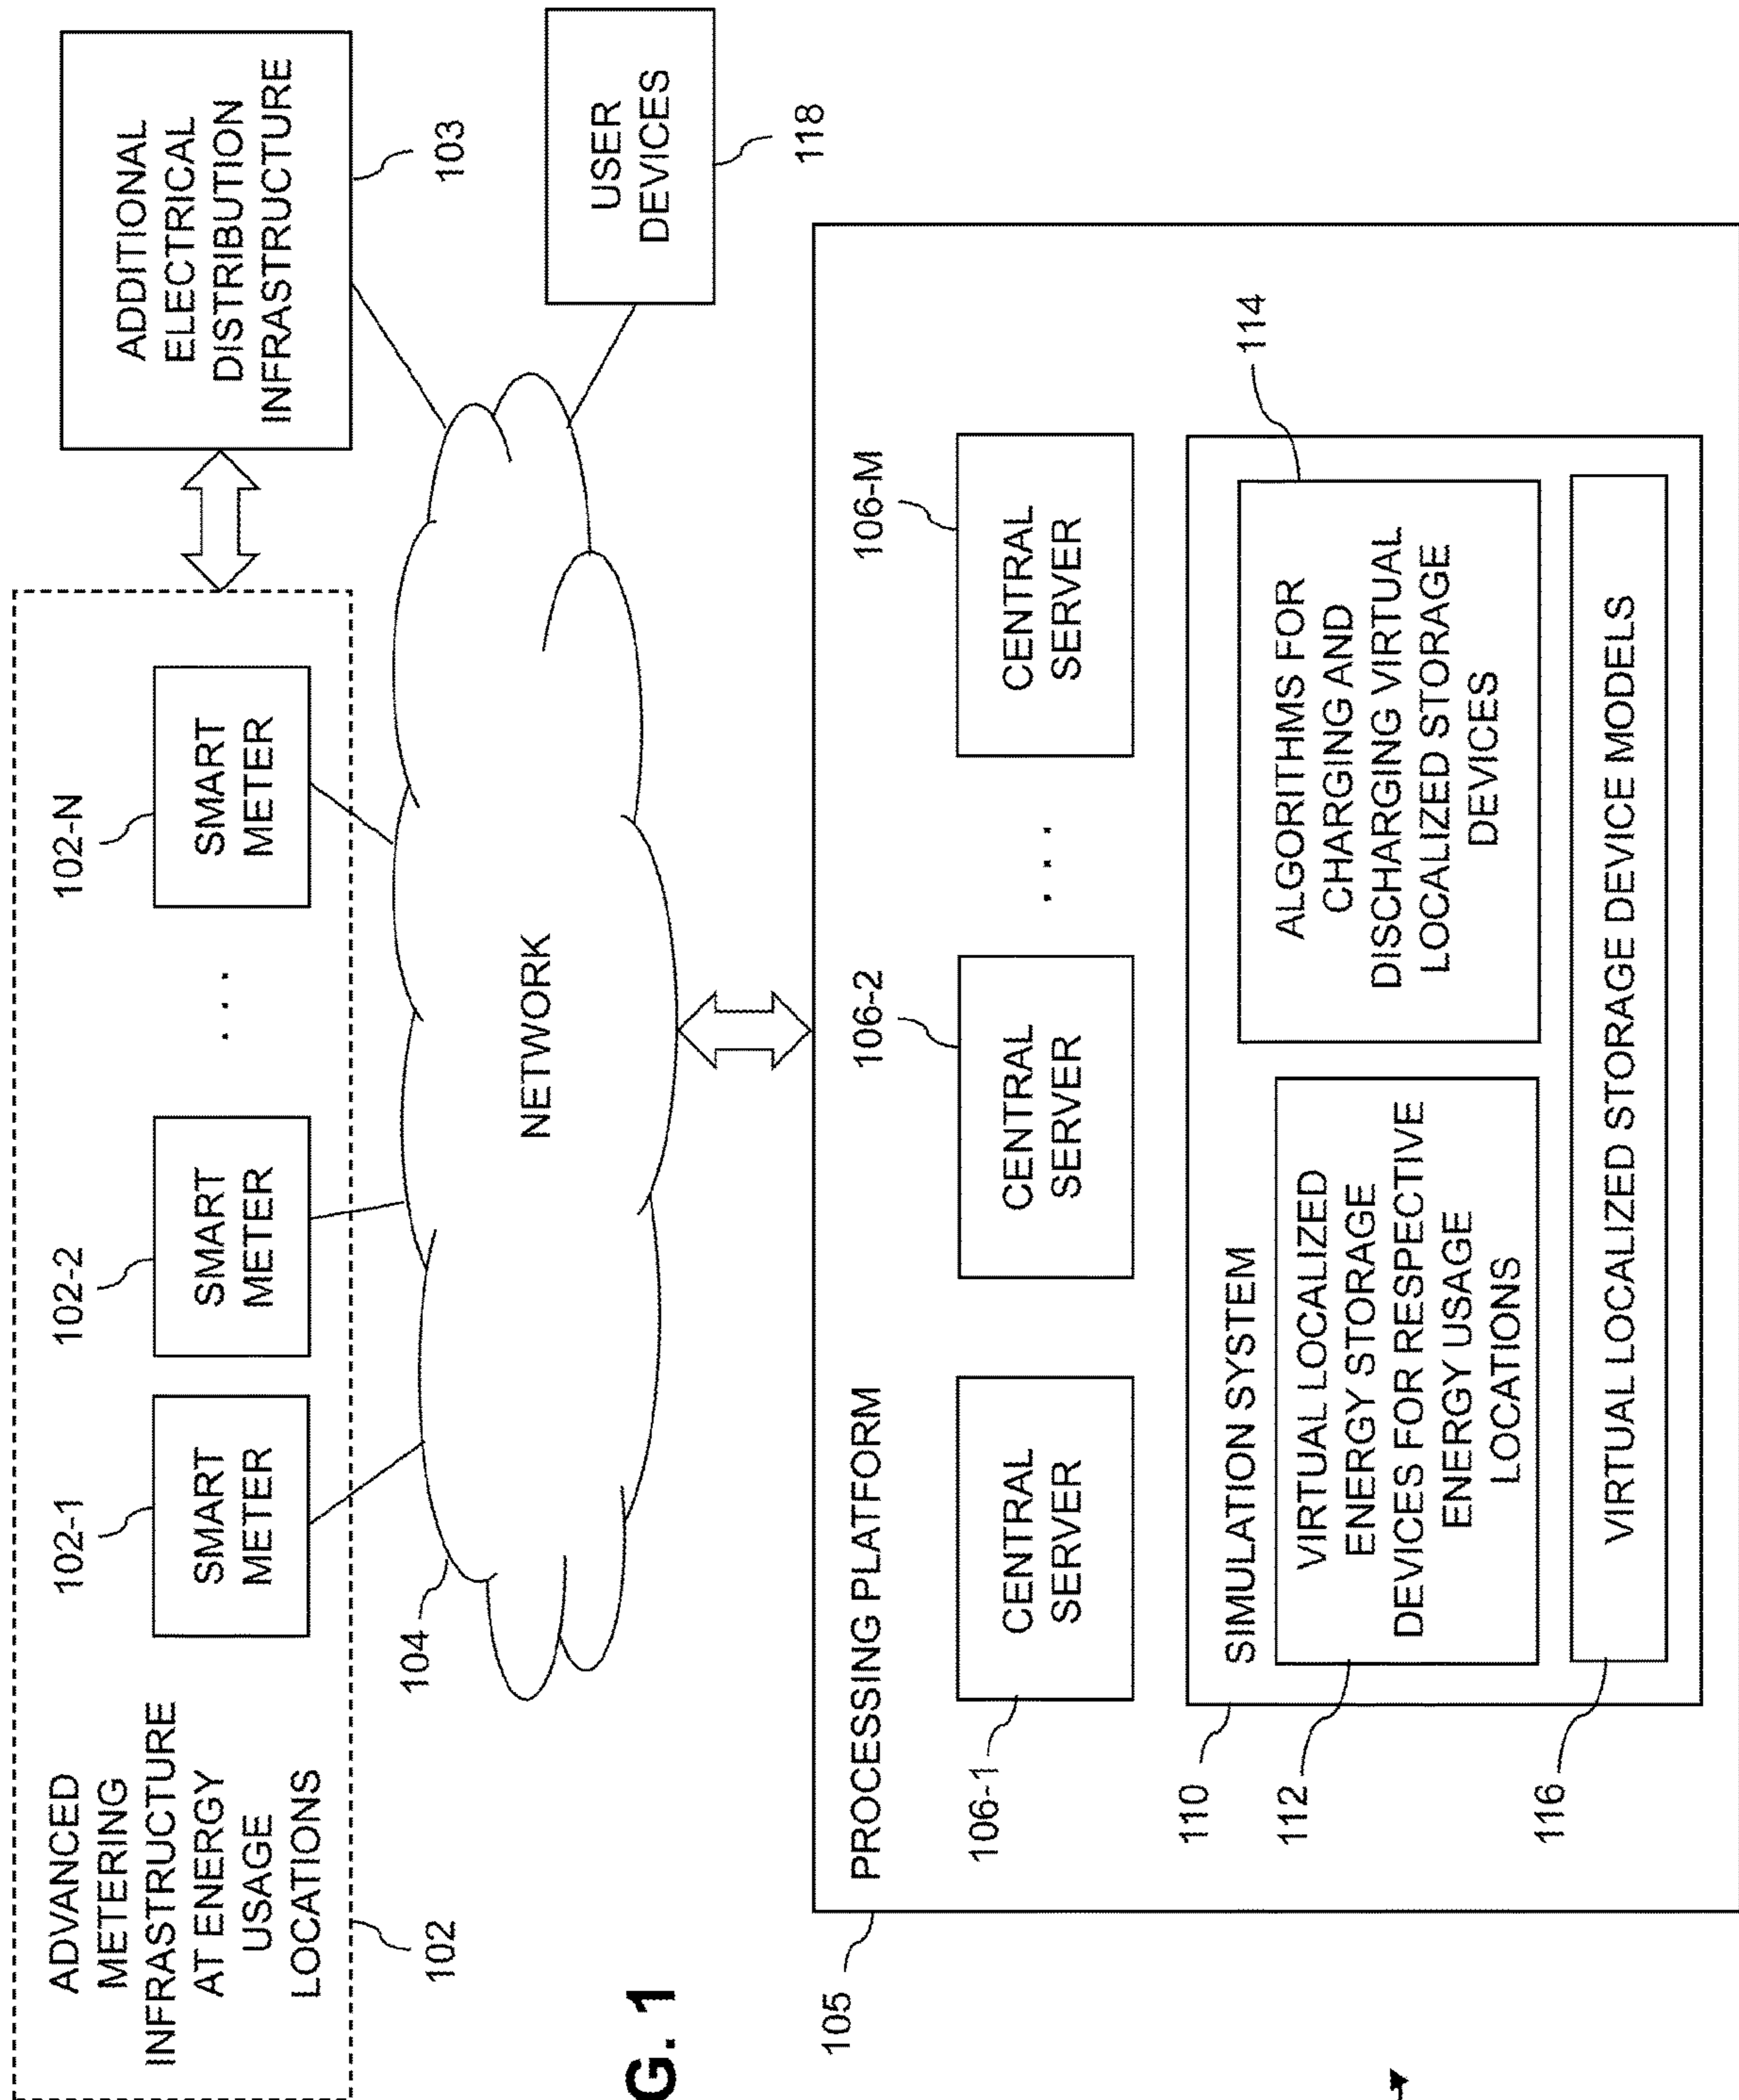 ADVANCED
METERING
INFRASTRUCTURE
AT ENERGY
USAGE
LOCATIONS
102
102-1
SMART
METER
102-2
SMART
METER
. . .
102-N
SMART
METER
ADDITIONAL
ELECTRICAL
DISTRIBUTION
INFRASTRUCTURE
103
104
NETWORK
USER
DEVICES
118
G. 1
105
PROCESSING PLATFORM
106-1
CENTRAL
SERVER
106-2
CENTRAL
SERVER
. . .
106-M
CENTRAL
SERVER
110
SIMULATION SYSTEM
112
VIRTUAL LOCALIZED
ENERGY STORAGE
DEVICES FOR RESPECTIVE
ENERGY USAGE
LOCATIONS
114
ALGORITHMS FOR
CHARGING AND
DISCHARGING VIRTUAL
LOCALIZED STORAGE
DEVICES
116
VIRTUAL LOCALIZED STORAGE DEVICE MODELS